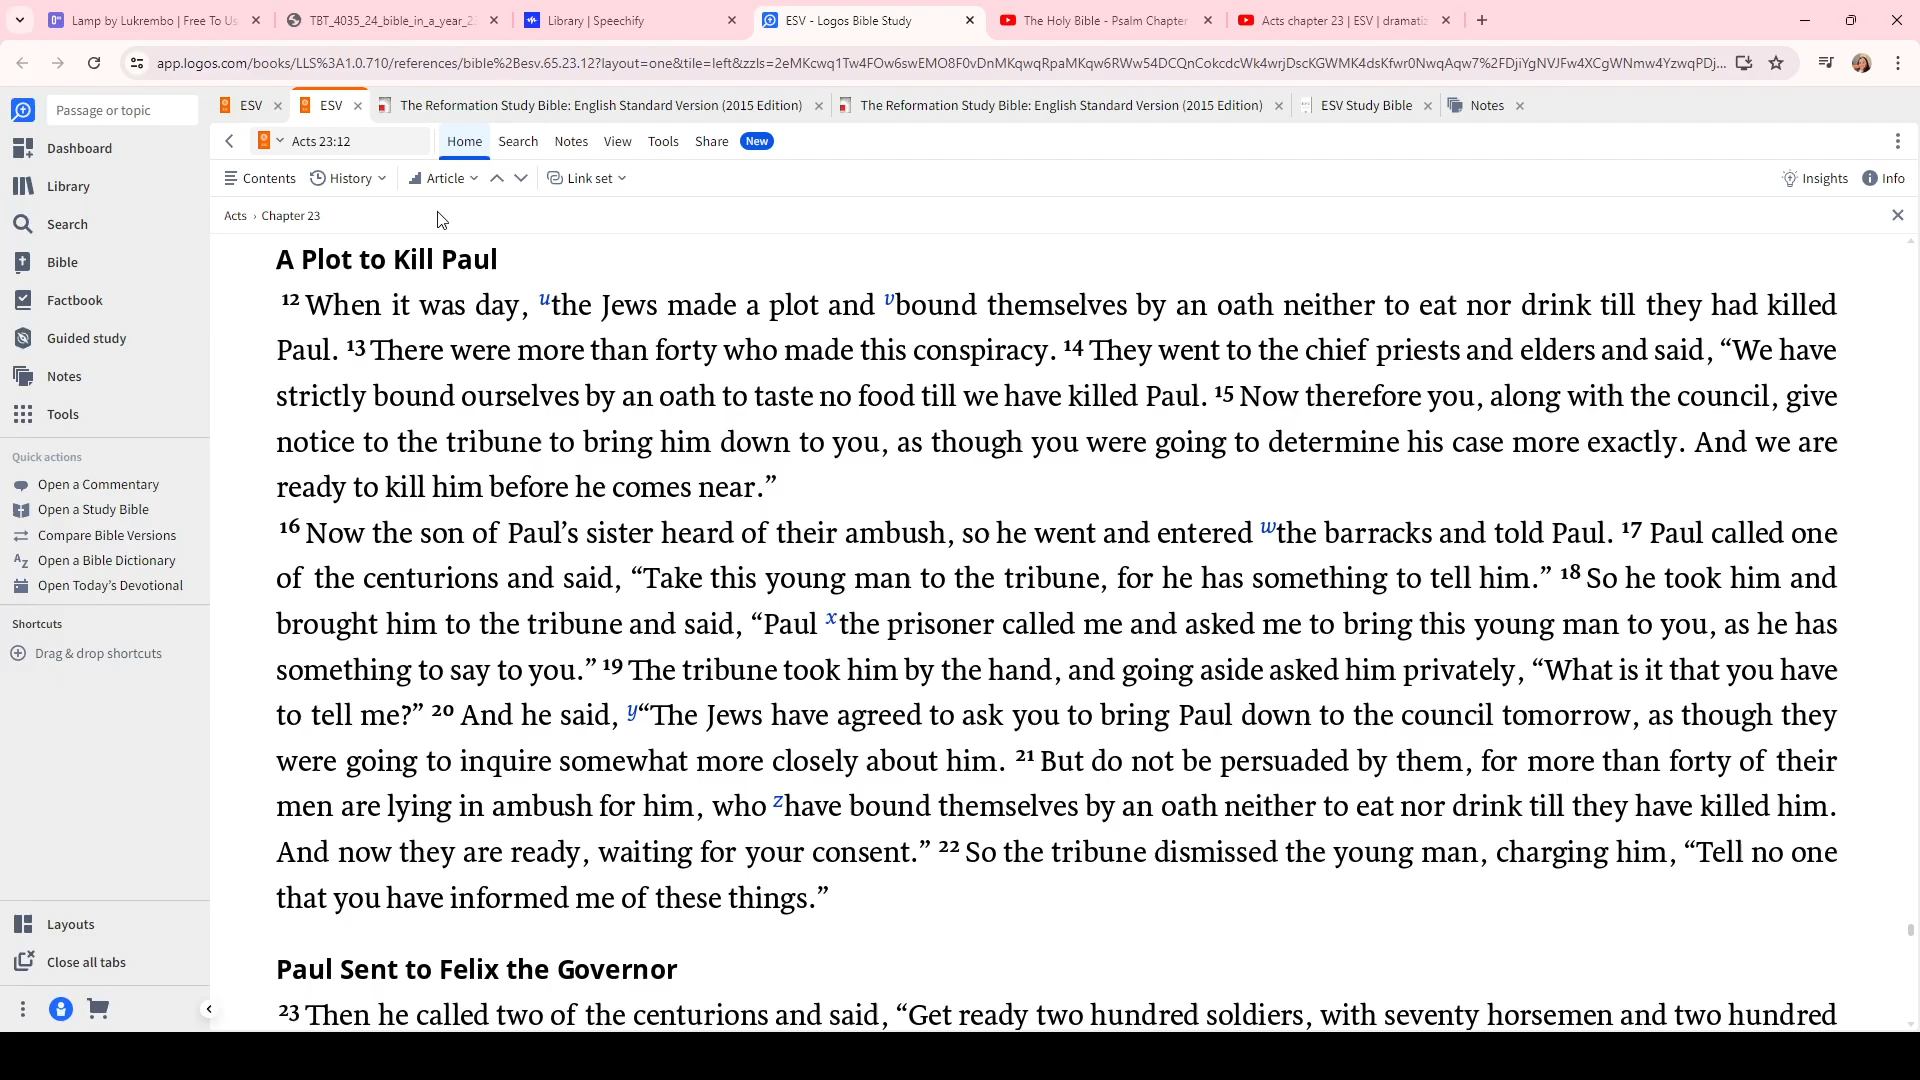 Lamp by Lukrembo | Free To Us
TBT_4035_24_bible_in_a_year_2
Library | Speechify
ESV - Logos Bible Study
The Holy Bible - Psalm Chapter
Acts chapter 23 | ESV | dramati
app.logos.com/books/LLS%3A1.0.710/references/bible%2Besv.65.23.12?layout=one&tile=left&zzls=2eMKcwq1Tw4FOw6swEMO8F0vDnMKqwqRpaMKqw6RWw54DCQnCokcdcWk4wrjDscKGWMK4dsKfwr0NwqAqw7%2FDjiYgNVJFw4XCgWNmw4YzwqPDj...
Passage or topic
ESV
ESV
The Reformation Study Bible: English Standard Version (2015 Edition)
The Reformation Study Bible: English Standard Version (2015 Edition)
ESV Study Bible
Notes
Acts 23:12
Home Search Notes Tools Share New
Contents History Article Link set Insights Info
Acts › Chapter 23
Dashboard
Library
Search
Bible
Factbook
Guided study
Notes
Tools
Quick actions
Open a Commentary
Open a Study Bible
Compare Bible Versions
Open a Bible Dictionary
Open Today's Devotional
Shortcuts
Drag & drop shortcuts
Layouts
Close all tabs
A Plot to Kill Paul
12 When it was day, uthe Jews made a plot and vbound themselves by an oath neither to eat nor drink till they had killed
Paul. 13 There were more than forty who made this conspiracy. 14 They went to the chief priests and elders and said, “We have
strictly bound ourselves by an oath to taste no food till we have killed Paul. 15 Now therefore you, along with the council, give
notice to the tribune to bring him down to you, as though you were going to determine his case more exactly. And we are
ready to kill him before he comes near.”
16 Now the son of Paul’s sister heard of their ambush, so he went and entered wthe barracks and told Paul. 17 Paul called one
of the centurions and said, “Take this young man to the tribune, for he has something to tell him.” 18 So he took him and
brought him to the tribune and said, “Paul xthe prisoner called me and asked me to bring this young man to you, as he has
something to say to you.” 19 The tribune took him by the hand, and going aside asked him privately, “What is it that you have
to tell me?” 20 And he said, y“The Jews have agreed to ask you to bring Paul down to the council tomorrow, as though they
were going to inquire somewhat more closely about him. 21 But do not be persuaded by them, for more than forty of their
men are lying in ambush for him, who zhave bound themselves by an oath neither to eat nor drink till they have killed him.
And now they are ready, waiting for your consent.” 22 So the tribune dismissed the young man, charging him, “Tell no one
that you have informed me of these things.”
Paul Sent to Felix the Governor
23 Then he called two of the centurions and said, “Get ready two hundred soldiers, with seventy horsemen and two hundred